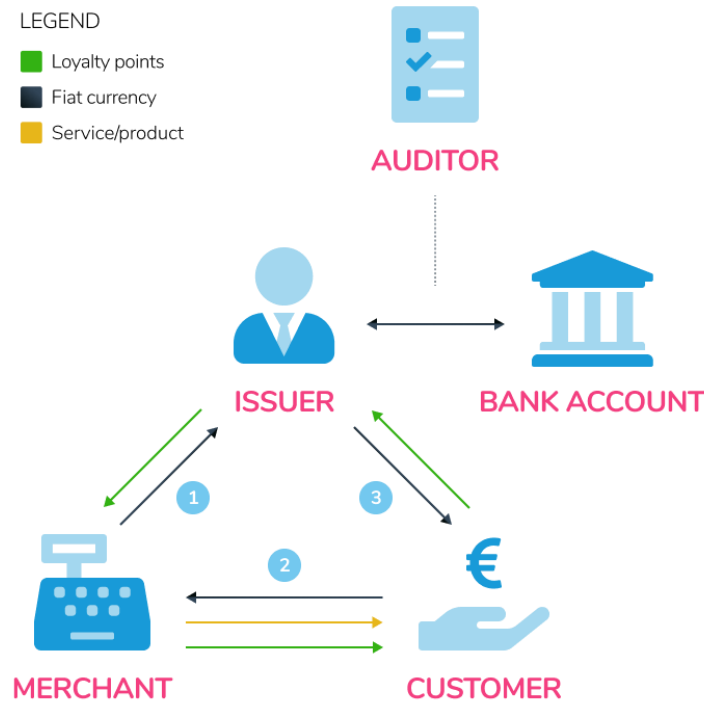 LEGEND
Loyalty points
Fiat currency
Service/product
AUDITOR
ISSUER
BANK ACCOUNT
1
3
2
€
MERCHANT
CUSTOMER